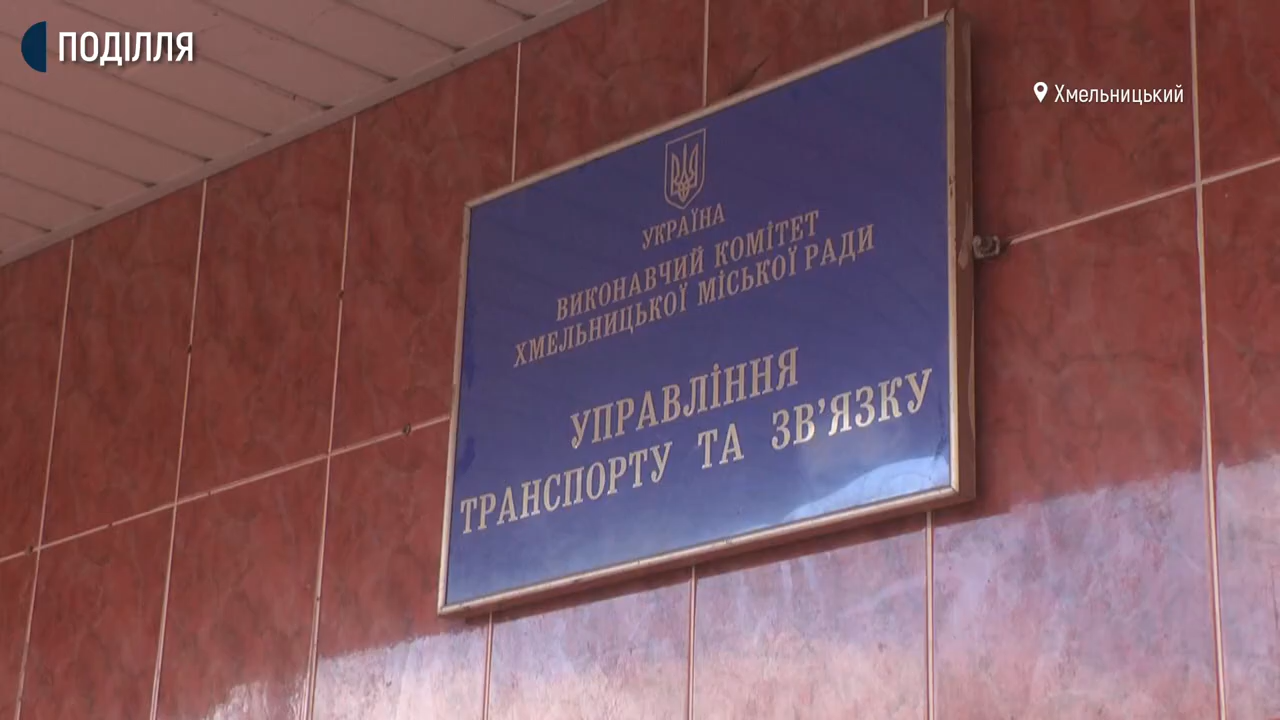 ПОДІЛЛЯ
Хмельницький
УКРАЇНА
ВИКОНАВЧИЙ КОМІТЕТ
ХМЕЛЬНИЦЬКОЇ МІСЬКОЇ РАДИ
УПРАВЛІННЯ
ТРАНСПОРТУ ТА ЗВ’ЯЗКУ